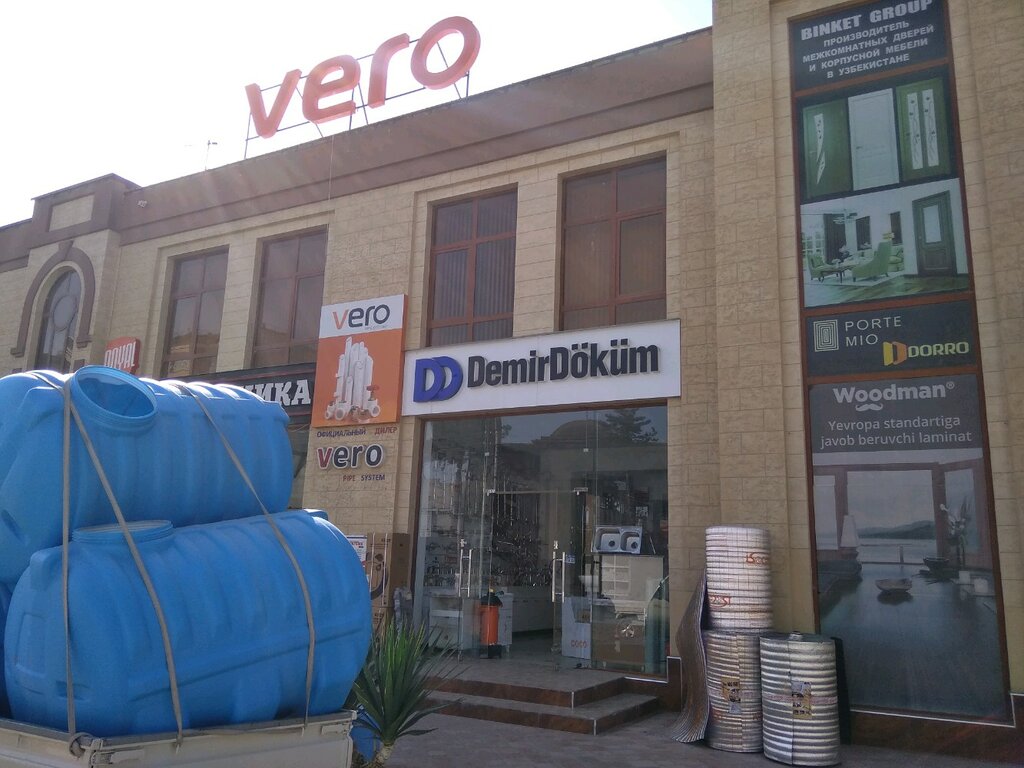 vero
BINKET GROUP
ПРОИЗВОДИТЕЛЬ
МЕЖКОМНАТНЫХ ДВЕРЕЙ
И КОРПУСНОЙ МЕБЕЛИ
В УЗБЕКИСТАНЕ
vero
DemirDöküm
ОФИЦИАЛЬНЫЙ ДИЛЕР
vero
PIPE SYSTEM
ROYAL
PORTE
MIO
DORRO
Woodman®
Yevropa standartiga
javob beruvchi laminat